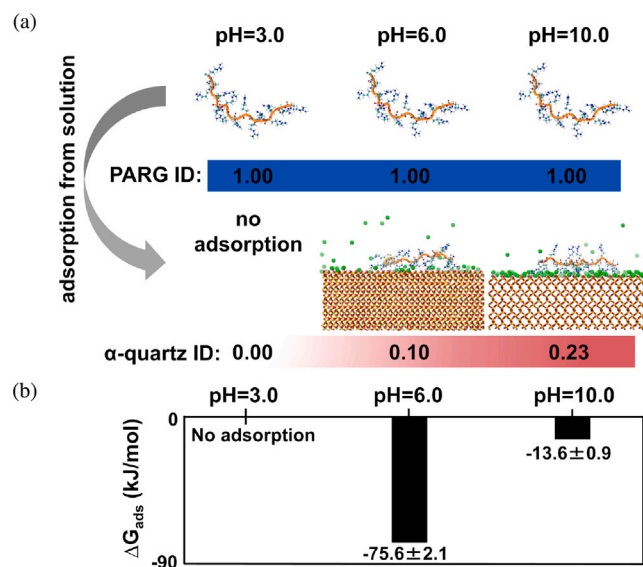 (a)
pH=3.0 pH=6.0 pH=10.0
adsorption from solution
PARG ID: 1.00 1.00 1.00
no
adsorption
α-quartz ID: 0.00 0.10 0.23
(b)
pH=3.0 pH=6.0 pH=10.0
0
No adsorption
-13.6±0.9
ΔG_ads (kJ/mol)
-75.6±2.1
-90